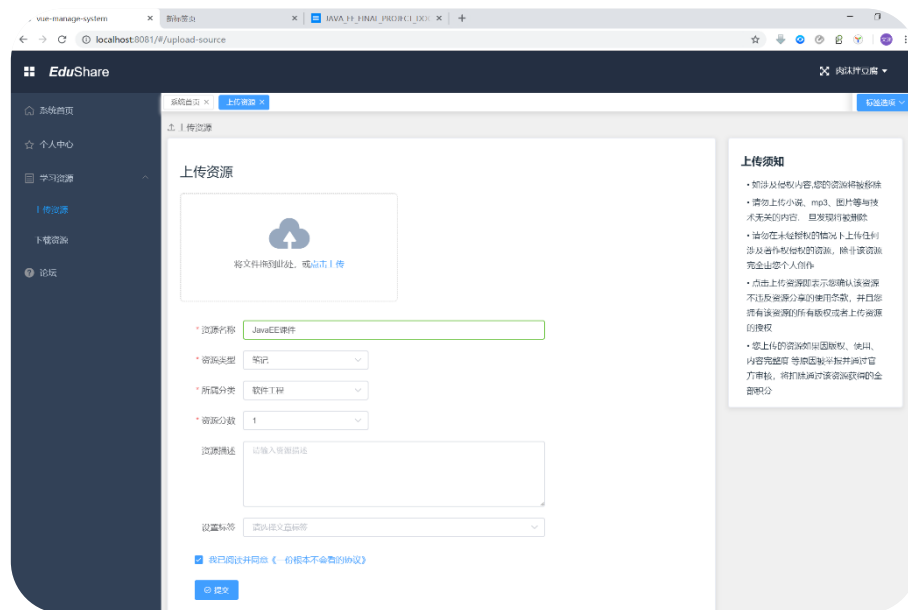 vue-manage-system
新标签页
JAVA_EE_FINAL_PROJECT_DO
localhost:8081/#/upload-source
EduShare
肉沫拌豆腐
系统首页
上传资源
标签选项
系统首页
个人中心
学习资源
上传资源
下载资源
论坛
上传资源
上传资源
将文件拖到此处，或点击上传
* 资源名称 JavaEE课件
* 资源类型 笔记
* 所属分类 软件工程
* 资源分数 1
资源描述 请输入资源描述
设置标签 请选择文章标签
我已阅读并同意《一份根本不会看的协议》
提交
上传须知
• 如涉及侵权内容,您的资源将被移除
• 请勿上传小说、mp3、图片等与技
术无关的内容．一旦发现将被删除
• 请勿在未经授权的情况下上传任何
涉及著作权侵权的资源，除非该资源
完全由您个人创作
• 点击上传资源即表示您确认该资源
不违反资源分享的使用条款，并且您
拥有该资源的所有版权或者上传资源
的授权
• 您上传的资源如果因版权、使用、
内容完整度 等原因被举报并通过官
方审核，将扣除通过该资源获得的全
部积分